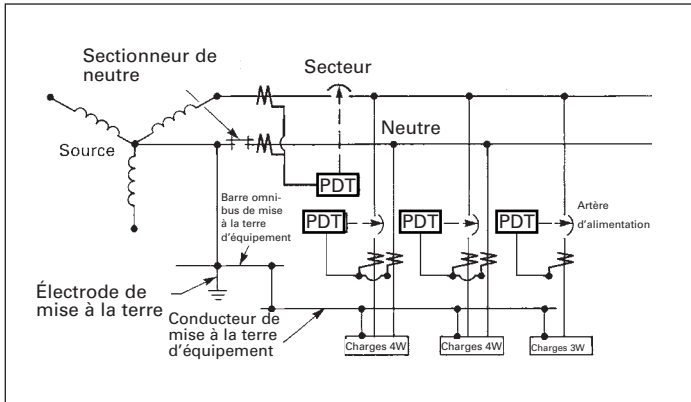 Sectionneur de
neutre
Secteur
Source
Neutre
PDT
Barre omni-
bus de mise
à la terre
d'équipement
PDT
PDT
PDT
Artère
d'alimentation
Électrode de
mise à la terre
Conducteur de
mise à la terre
d'équipement
Charges 4W
Charges 4W
Charges 3W